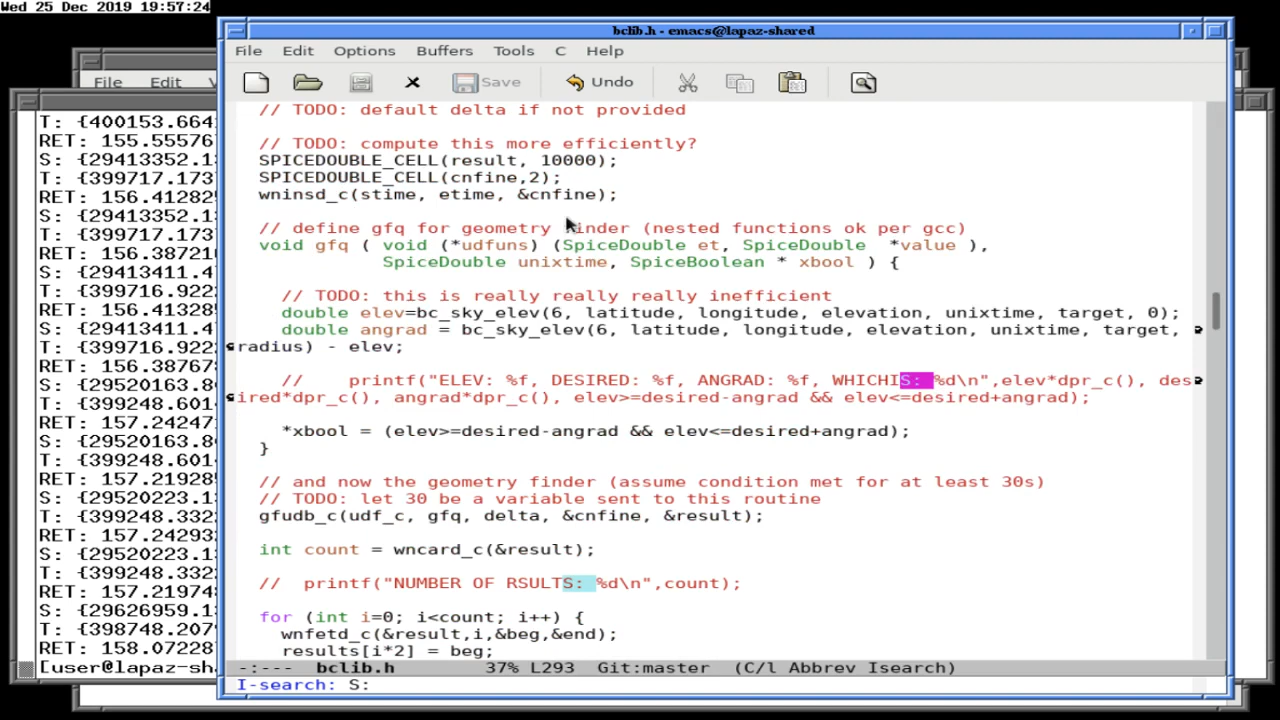 Wed 25 Dec 2019 19:57:24
bclib.h - emacs@lapaz-shared
File Edit Options Buffers Tools C Help
Save Undo
File Edit V
// TODO: default delta if not provided
// TODO: compute this more efficiently?
SPICEDOUBLE_CELL(result, 10000);
SPICEDOUBLE_CELL(cnfine,2);
wninsd_c(stime, etime, &cnfine);
// define gfq for geometry finder (nested functions ok per gcc)
void gfq ( void (*udfuns) (SpiceDouble et, SpiceDouble *value ),
SpiceDouble unixtime, SpiceBoolean * xbool ) {
// TODO: this is really really really inefficient
double elev=bc_sky_elev(6, latitude, longitude, elevation, unixtime, target, 0);
double angrad = bc_sky_elev(6, latitude, longitude, elevation, unixtime, target,
radius) - elev;
// printf("ELEV: %f, DESIRED: %f, ANGRAD: %f, WHICHIS: %d\n",elev*dpr_c(), des
ired*dpr_c(), angrad*dpr_c(), elev>=desired-angrad && elev<=desired+angrad);
*xbool = (elev>=desired-angrad && elev<=desired+angrad);
}
// and now the geometry finder (assume condition met for at least 30s)
// TODO: let 30 be a variable sent to this routine
gfudb_c(udf_c, gfq, delta, &cnfine, &result);
int count = wncard_c(&result);
// printf("NUMBER OF RSULTS: %d\n",count);
for (int i=0; i<count; i++) {
wnfetd_c(&result,i,&beg,&end);
results[i*2] = beg;
-:--- bclib.h 37% L293 Git:master (C/l Abbrev Isearch)
I-search: S:
T: {400153.664
RET: 155.55576
S: {29413352.1
T: {399717.173
RET: 156.41282
S: {29413352.1
T: {399717.173
RET: 156.38721
S: {29413411.4
T: {399716.922
RET: 156.41328
S: {29413411.4
T: {399716.922
RET: 156.38676
S: {29520163.8
T: {399248.601
RET: 157.24247
S: {29520163.8
T: {399248.601
RET: 157.21928
S: {29520223.1
T: {399248.332
RET: 157.24293
S: {29520223.1
T: {399248.332
RET: 157.21974
S: {29626959.1
T: {398748.207
RET: 158.07228
[user@lapaz-sh